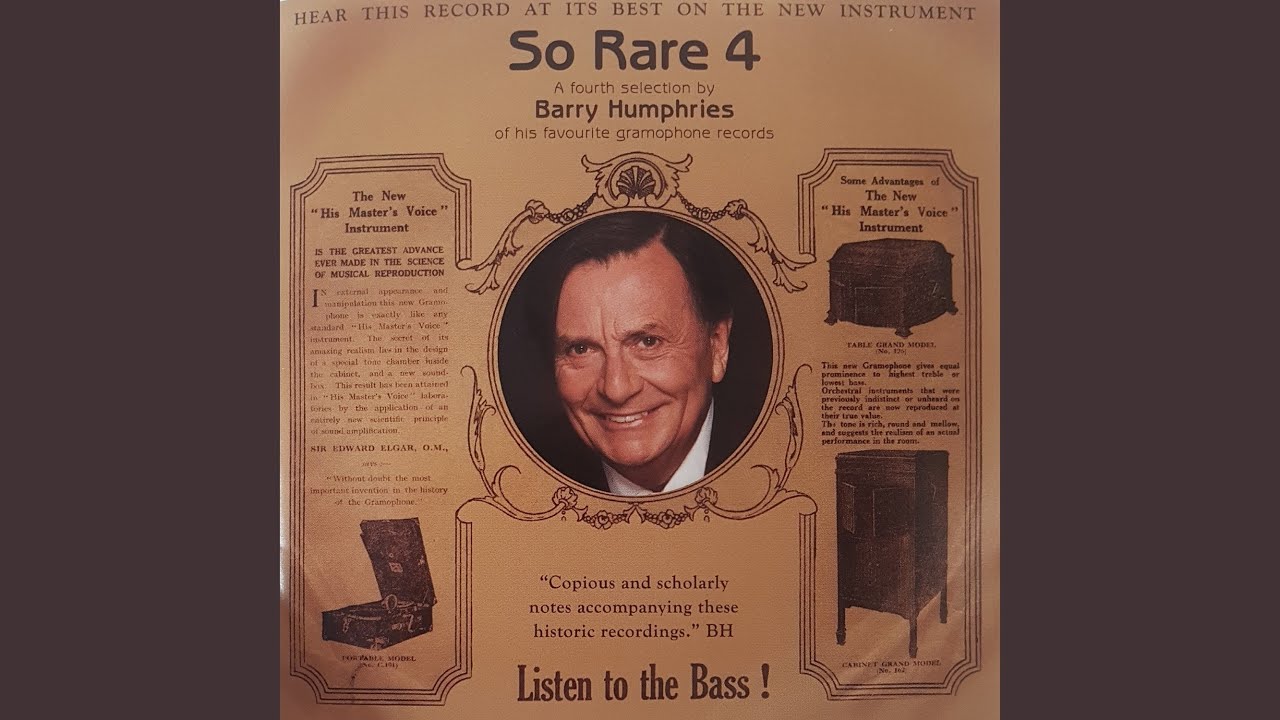 HEAR THIS RECORD AT ITS BEST ON THE NEW INSTRUMENT
So Rare 4
A fourth selection by
Barry Humphries
of his favourite gramophone records
The New
"His Master's Voice"
Instrument
IS THE GREATEST ADVANCE
EVER MADE IN THE SCIENCE
OF MUSICAL REPRODUCTION
IN external appearance and
manipulation this new Gramo-
phone is exactly like any
standard "His Master's Voice"
instrument. The secret of its
amazing realism lies in the design
of a special tone chamber inside
the cabinet, and a new sound-
box. This result has been attained
in "His Master's Voice" labora-
tories by the application of an
entirely new scientific principle
of sound amplification.
SIR EDWARD ELGAR, O.M.,
says —
"Without doubt the most
important invention in the history
of the Gramophone."
PORTABLE MODEL
(No. C.101)
Some Advantages of
The New
"His Master's Voice"
Instrument
TABLE GRAND MODEL
This new Gramophone gives equal
prominence to highest treble or
lowest bass.
Orchestral instruments that were
previously indistinct or unheard on
the record are now reproduced at
their true value.
The tone is rich, round and mellow,
and suggests the realism of an actual
performance in the room.
CABINET GRAND MODEL
No. 162
"Copious and scholarly
notes accompanying these
historic recordings." BH
Listen to the Bass !